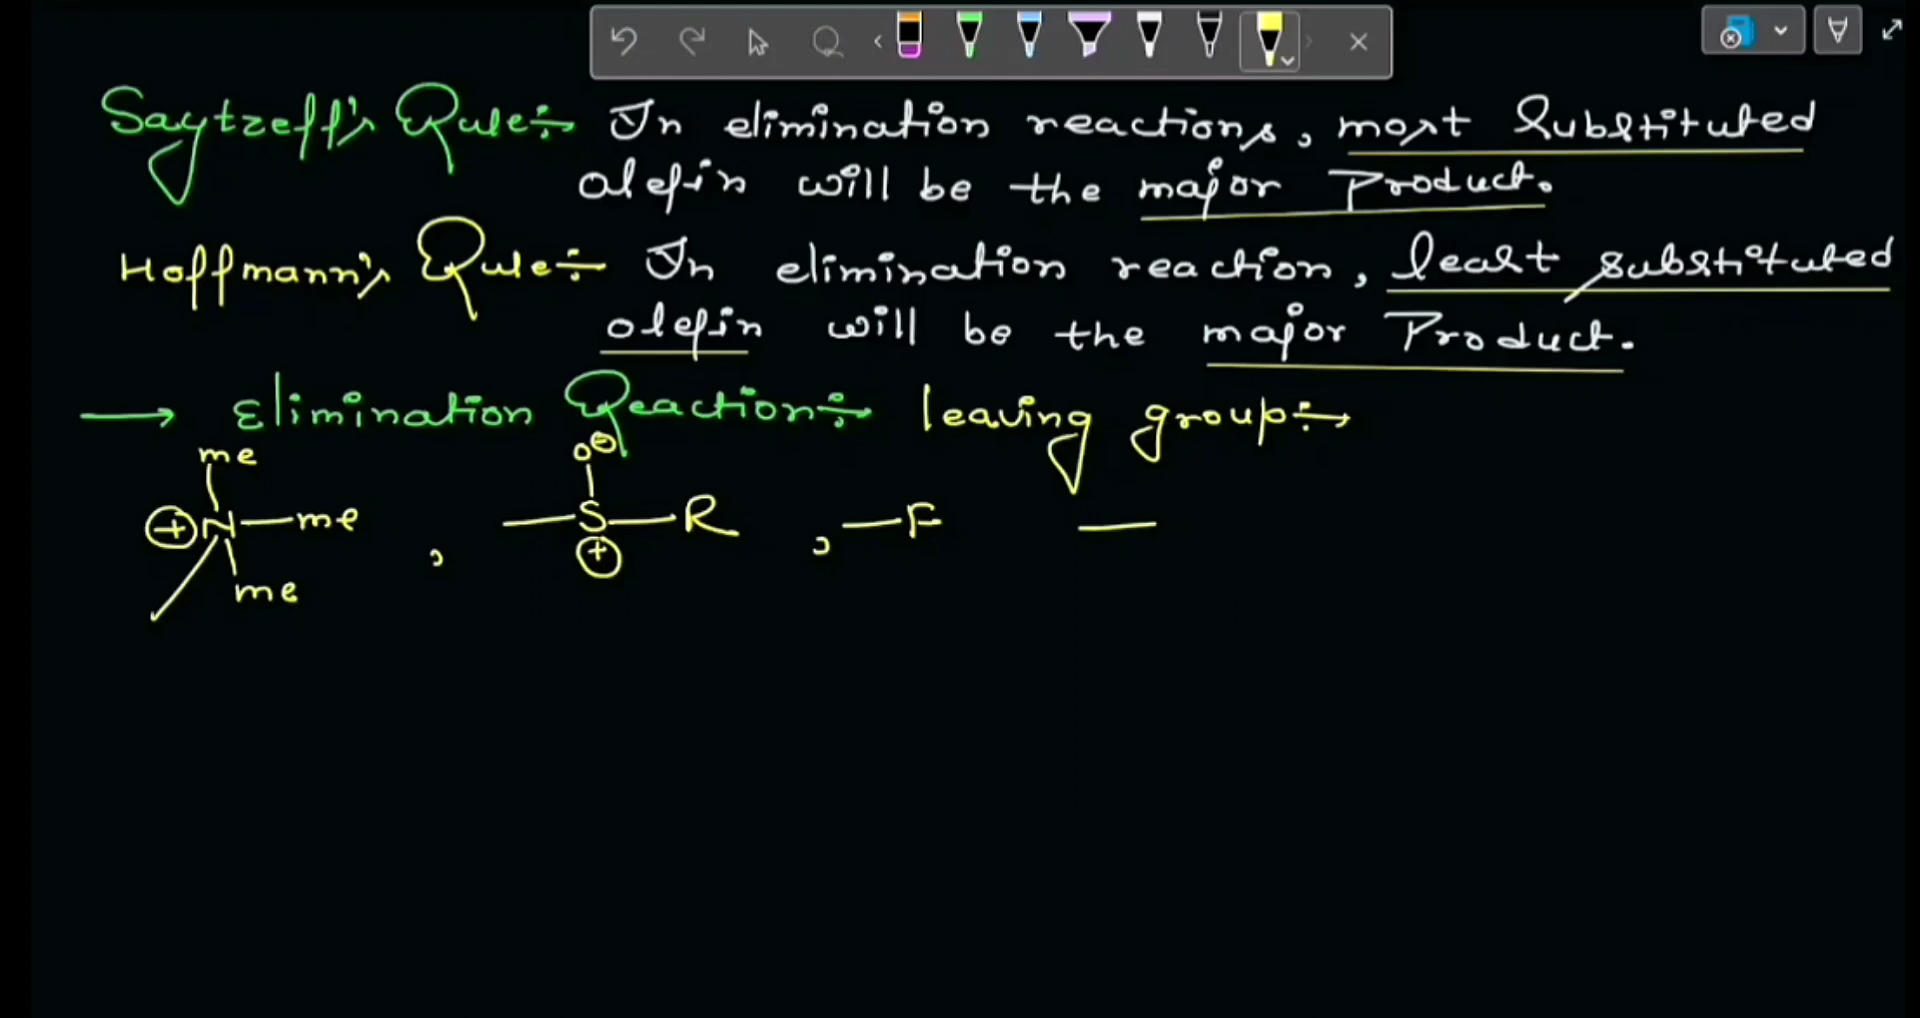 Saytzeff's Rule:- In elimination reactions, most substituted
olefin will be the major product.
Hoffmann's Rule:- In elimination reaction, least substituted
olefin will be the major Product.
→ Elimination Reaction:- leaving group:-
me O⊖
⊕N—me , —S—R , —F —
me ⊕